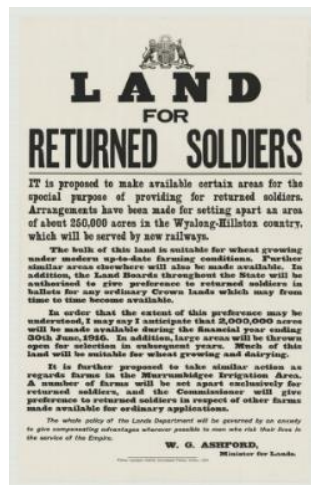 LAND
FOR
RETURNED SOLDIERS
IT is proposed to make available certain areas for the
special purpose of providing for returned soldiers.
Arrangements have been made for setting apart an area
of about 250,000 acres in the Wyalong-Hillston country,
which will be served by new railways.
The bulk of this land is suitable for wheat growing
under modern up-to-date farming conditions. Further
similar areas elsewhere will also be made available. In
addition, the Land Boards throughout the State will be
authorised to give preference to returned soldiers in
ballots for any ordinary Crown lands which may from
time to time become available.
In order that the extent of this preference may be
understood, I may say I anticipate that 2,000,000 acres
will be made available during the financial year ending
30th June, 1916. In addition, large areas will be thrown
open for selection in subsequent years. Much of this
land will be suitable for wheat growing and dairying.
It is further proposed to take similar action as
regards farms in the Murrumbidgee Irrigation Area.
A number of farms will be set apart exclusively for
returned soldiers, and the Commissioner will give
preference to returned soldiers in respect of other farms
made available for ordinary applications.
The whole policy of the Lands Department will be governed by an anxiety
to give compensating advantages wherever possible to men who risk their lives in
the service of the Empire.
W. G. ASHFORD,
Minister for Lands.